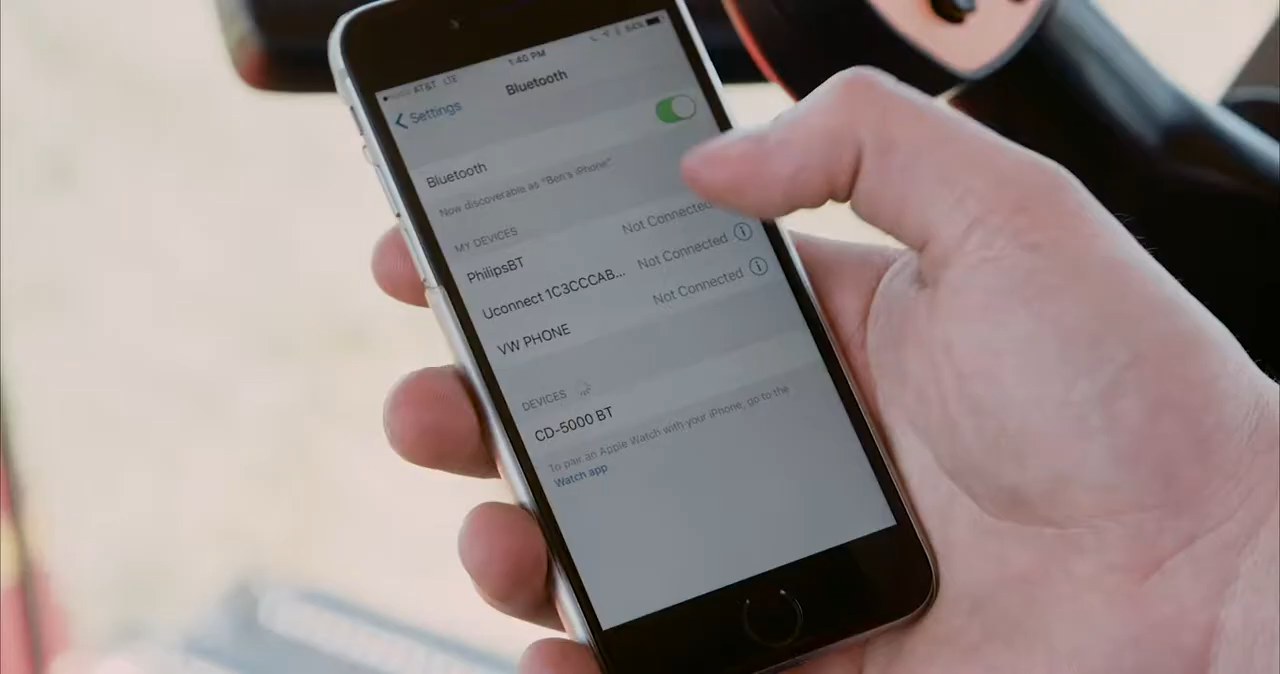 AT&T LTE 1:40 PM 64%
Settings Bluetooth
Bluetooth
Now discoverable as "Ben's iPhone"
MY DEVICES
PhilipsBT Not Connected
Uconnect 1C3CCCAB... Not Connected
VW PHONE Not Connected
DEVICES
CD-5000 BT
To pair an Apple Watch with your iPhone, go to the
Watch app